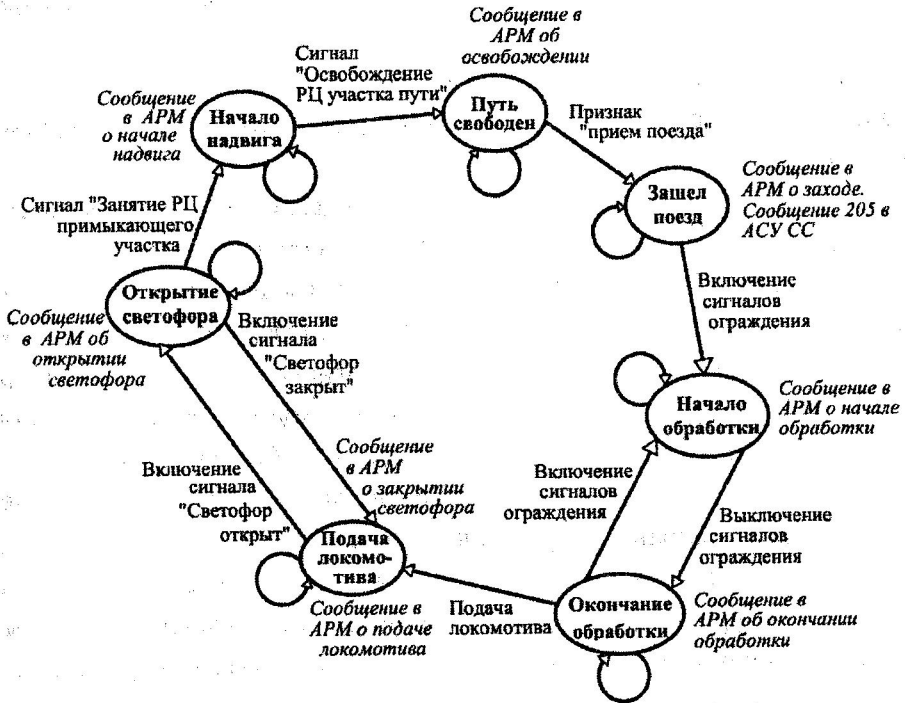 Сообщение в
АРМ об
освобождении
Сигнал
"Освобождение
РЦ участка пути"
Путь
свободен
Признак
"прием поезда"
Сообщение
в АРМ
о начале
надвига
Начало
надвига
Зашел
поезд
Сообщение в
АРМ о заходе.
Сообщение 205 в
АСУ СС
Сигнал "Занятие РЦ
примыкающего
участка
Включение
сигналов
ограждения
Открытие
светофора
Сообщение
в АРМ об
открытии
светофора
Включение
сигнала
"Светофор
закрыт"
Начало
обработки
Сообщение в
АРМ о начале
обработки
Сообщение
в АРМ
о закрытии
светофора
Включение
сигнала
"Светофор
открыт"
Включение
сигналов
ограждения
Выключение
сигналов
ограждения
Подача
локомо-
тива
Сообщение в
АРМ о подаче
локомотива
Подача
локомотива
Окончание
обработки
Сообщение в
АРМ об окончании
обработки